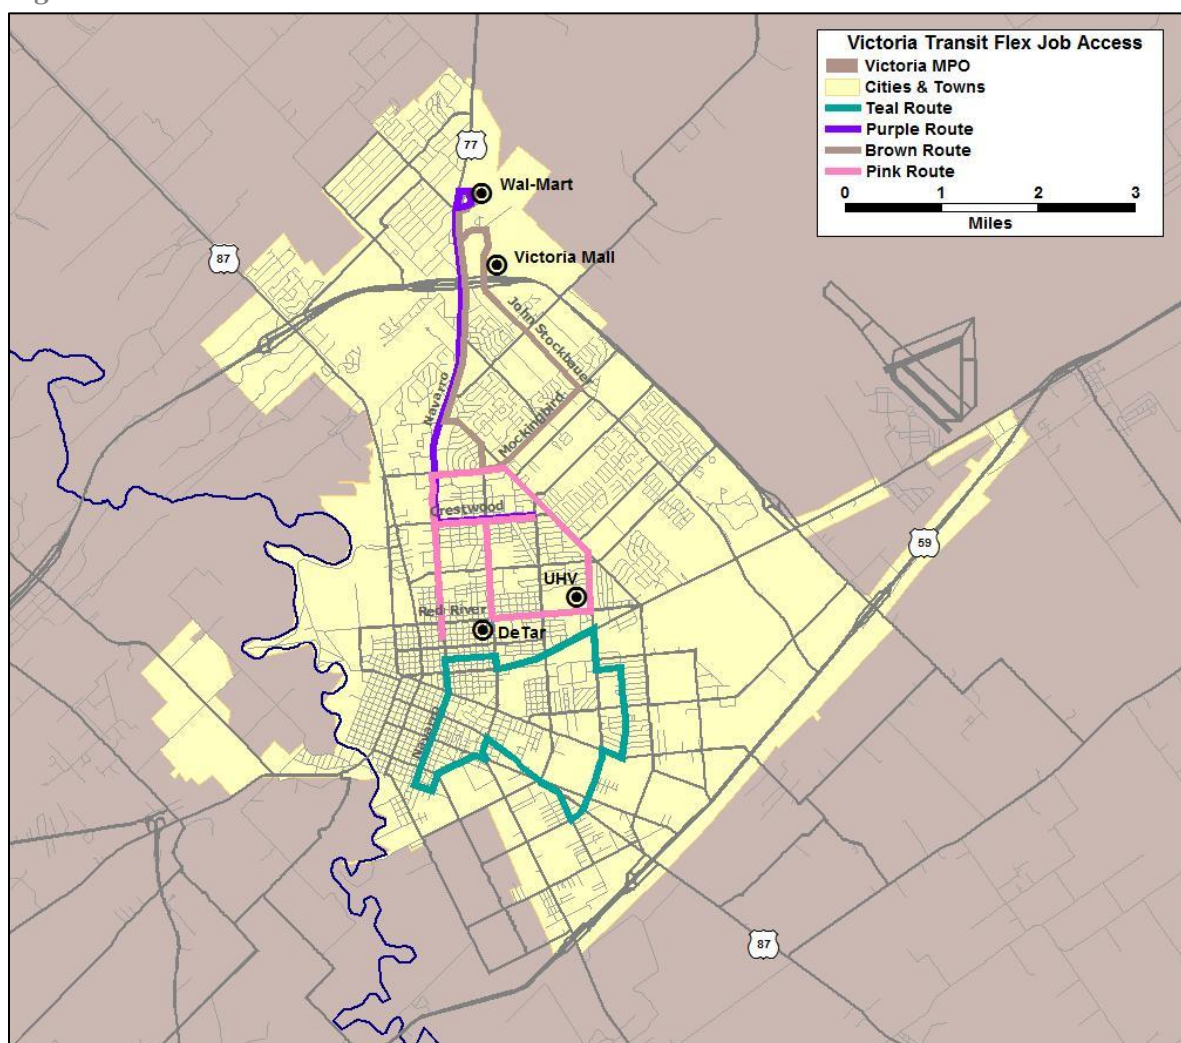 Victoria Transit Flex Job Access
Victoria MPO
Cities & Towns
Teal Route
Purple Route
Brown Route
Pink Route
0 1 2 3
Miles
77
Wal-Mart
87
Victoria Mall
John Stockbauer
Navarro
Mockingbird
Crestwood
59
UHV
Red River
DeTar
Navarro
87